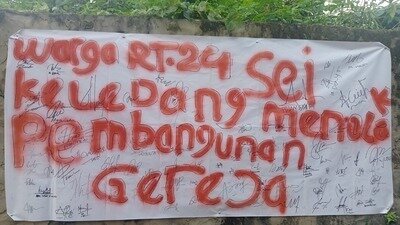 warga RT.24 Sei
KeLeDang menolaK
Pembangunan
GereJa